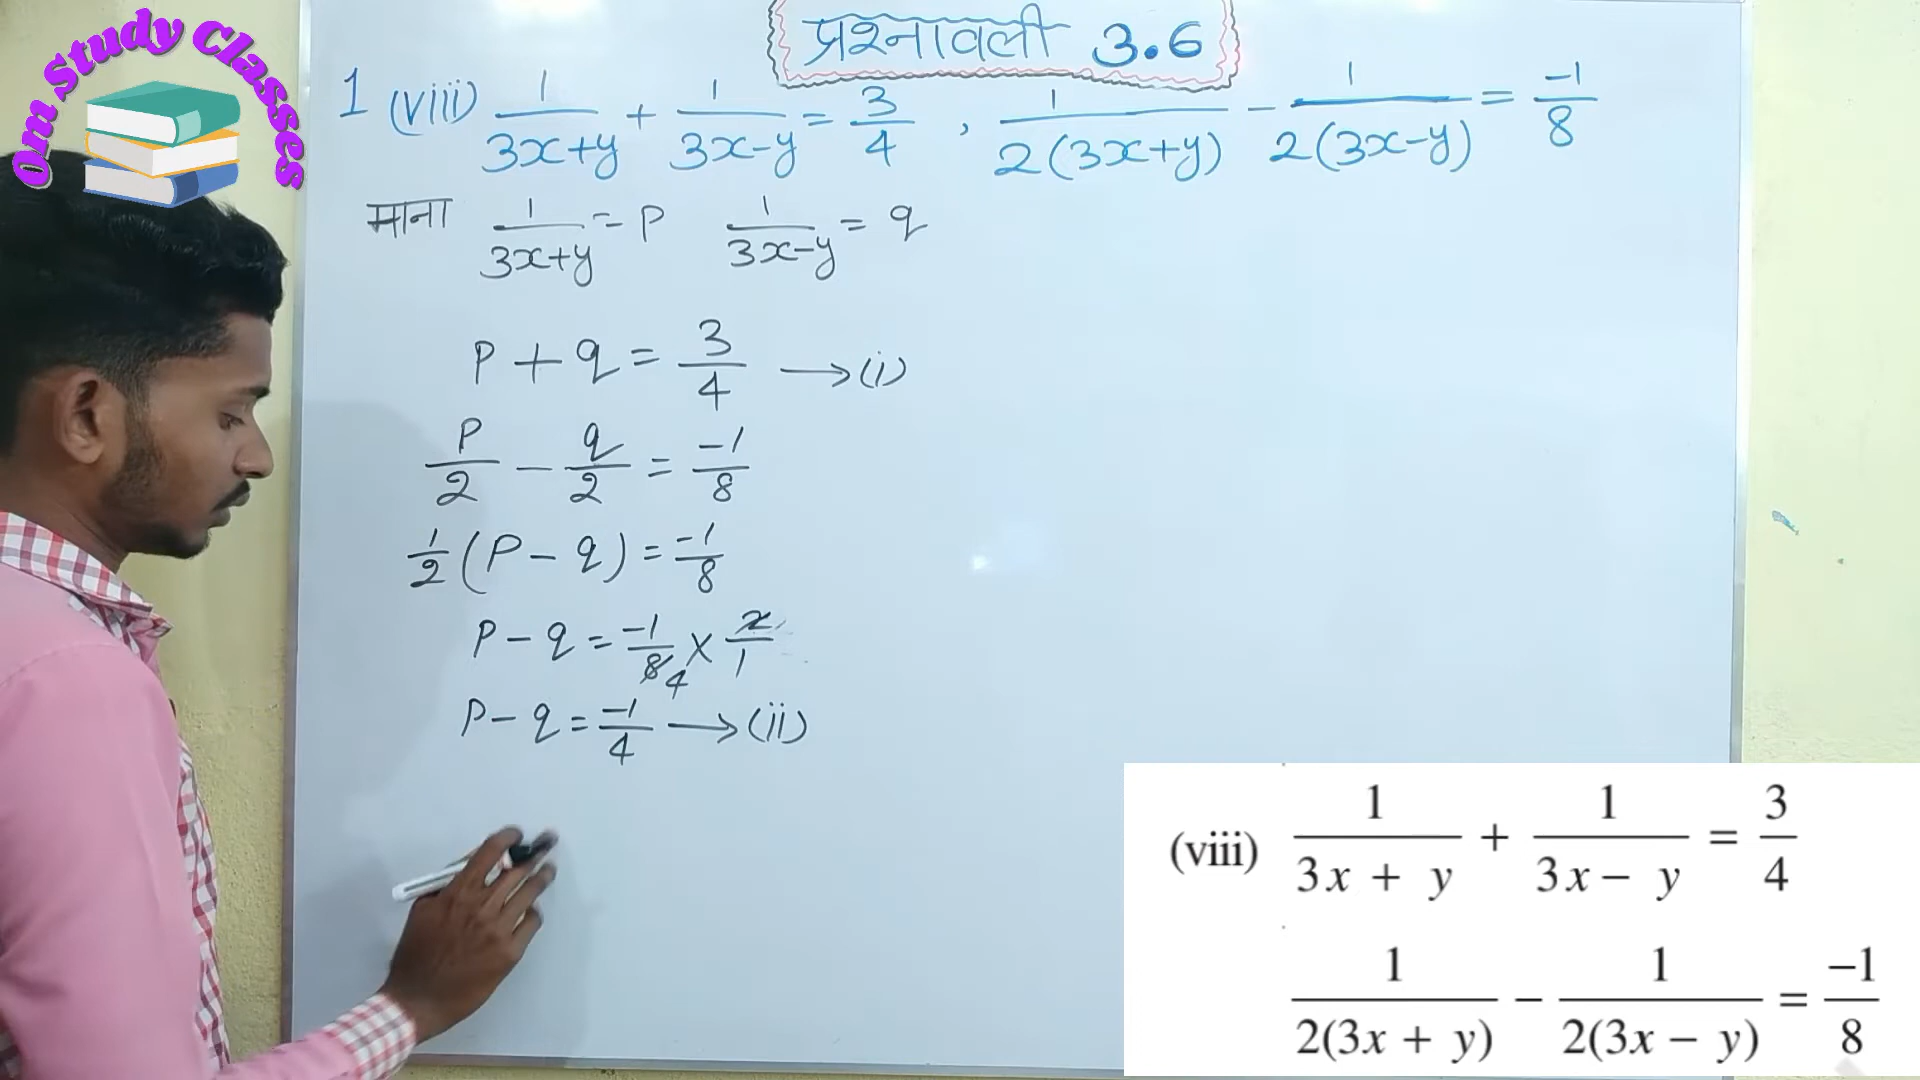 Om Study Classes
प्रश्नावली 3.6
1 (viii) 1/(3x+y) + 1/(3x-y) = 3/4 , 1/(2(3x+y)) - 1/(2(3x-y)) = -1/8
माना 1/(3x+y) = P 1/(3x-y) = q
P + q = 3/4 → (i)
P/2 - q/2 = -1/8
1/2 (P - q) = -1/8
P - q = -1/8 4 × 2/1
P - q = -1/4 → (ii)
(viii) 1/(3x + y) + 1/(3x - y) = 3/4
1/(2(3x + y)) - 1/(2(3x - y)) = -1/8